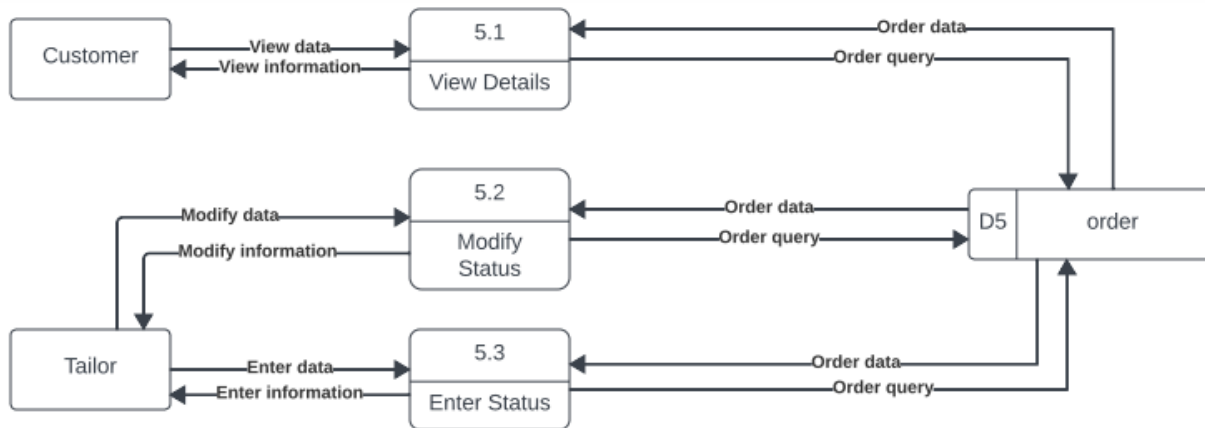 Customer
View data
View information
5.1
View Details
Order data
Order query
5.2
Modify
Status
Modify data
Modify information
Order data
Order query
D5
order
Tailor
Enter data
Enter information
5.3
Enter Status
Order data
Order query